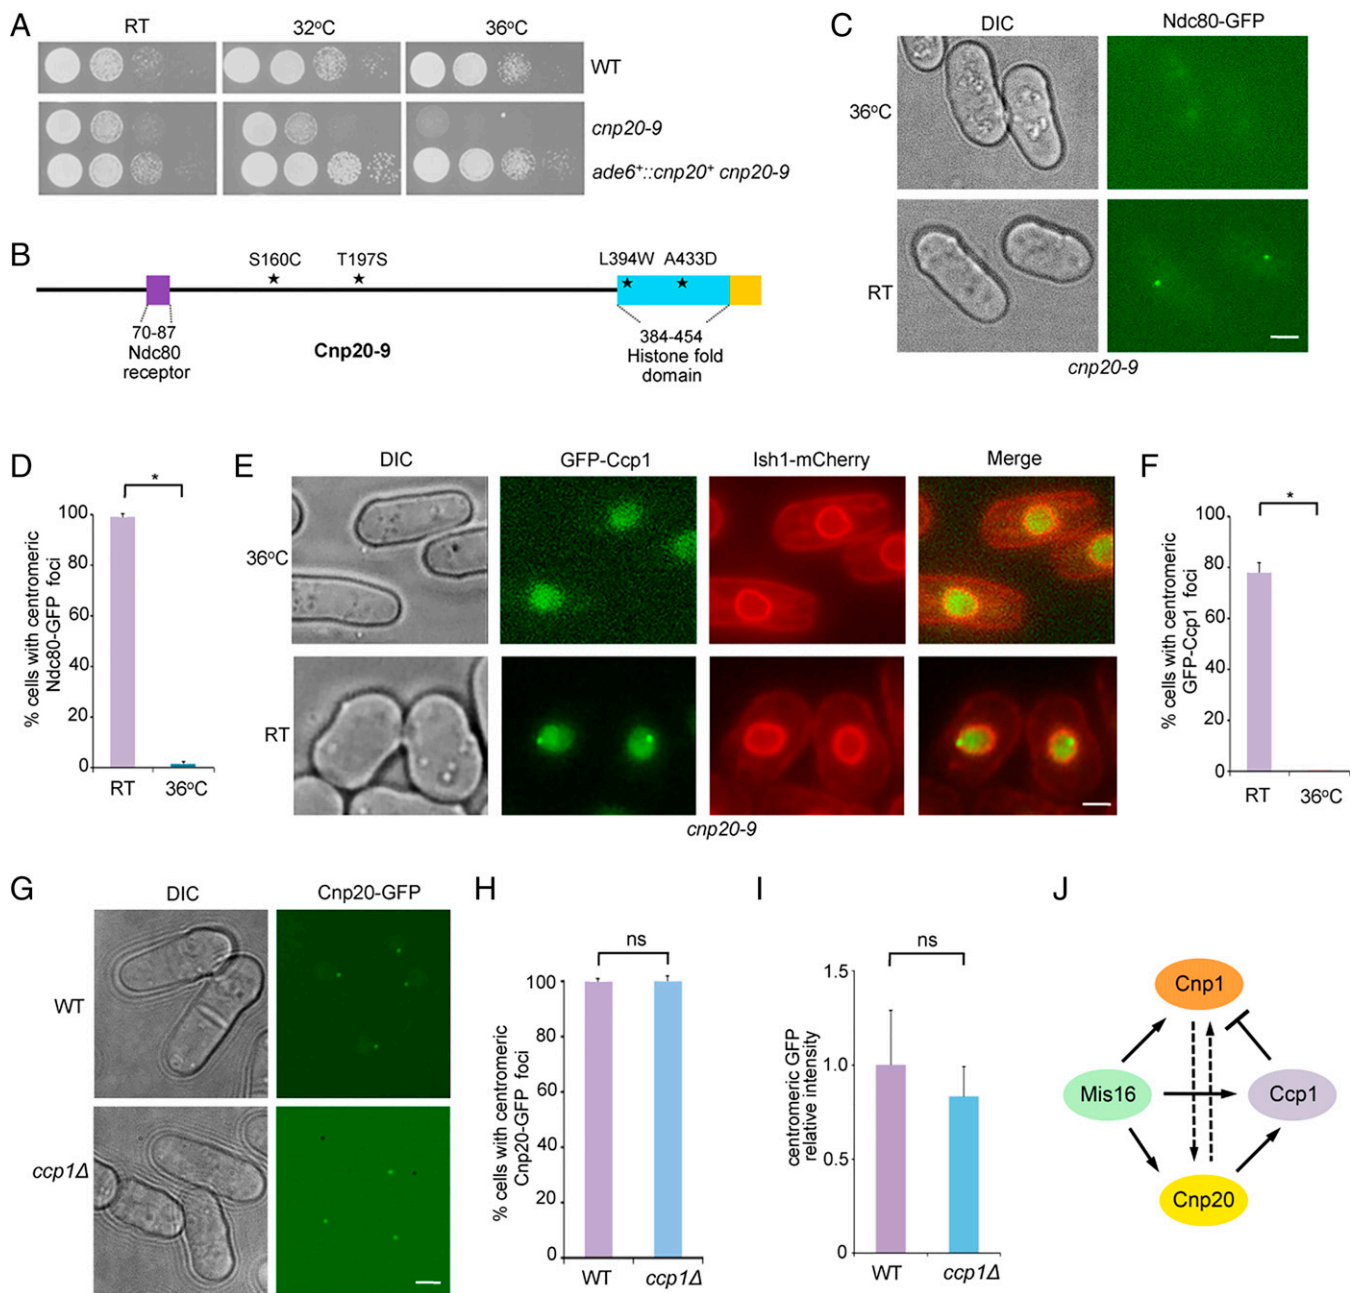 A
RT
32°C
36°C
WT
cnp20-9
ade6+::cnp20+ cnp20-9
B
S160C
T197S
L394W
A433D
70-87
Ndc80
receptor
Cnp20-9
384-454
Histone fold
domain
C
DIC
Ndc80-GFP
36°C
RT
cnp20-9
D
% cells with centromeric
Ndc80-GFP foci
100
80
60
40
20
0
*
RT
36°C
E
DIC
GFP-Ccp1
Ish1-mCherry
Merge
36°C
RT
cnp20-9
F
% cells with centromeric
GFP-Ccp1 foci
100
80
60
40
20
0
*
RT
36°C
G
DIC
Cnp20-GFP
WT
ccp1Δ
H
% cells with centromeric
Cnp20-GFP foci
100
80
60
40
20
0
ns
WT
ccp1Δ
I
centromeric GFP
relative intensity
1.5
1.0
0.5
0
ns
WT
ccp1Δ
J
Cnp1
Mis16
Ccp1
Cnp20